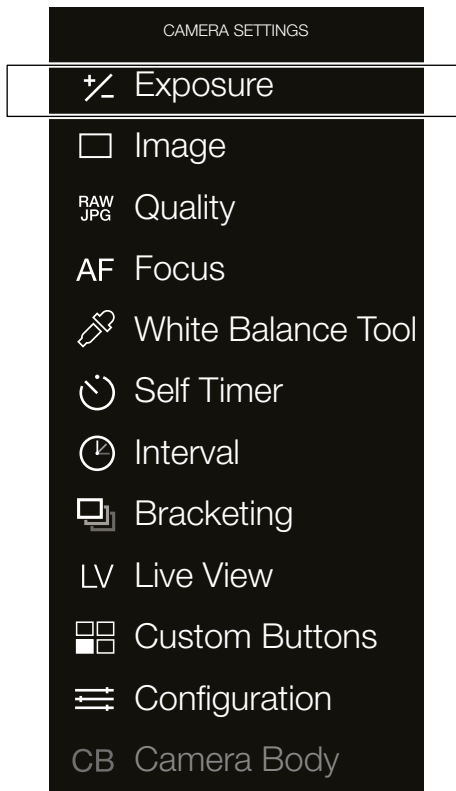 CAMERA SETTINGS
Exposure
Image
RAW
JPG Quality
AF Focus
White Balance Tool
Self Timer
Interval
Bracketing
LV Live View
Custom Buttons
Configuration
CB Camera Body